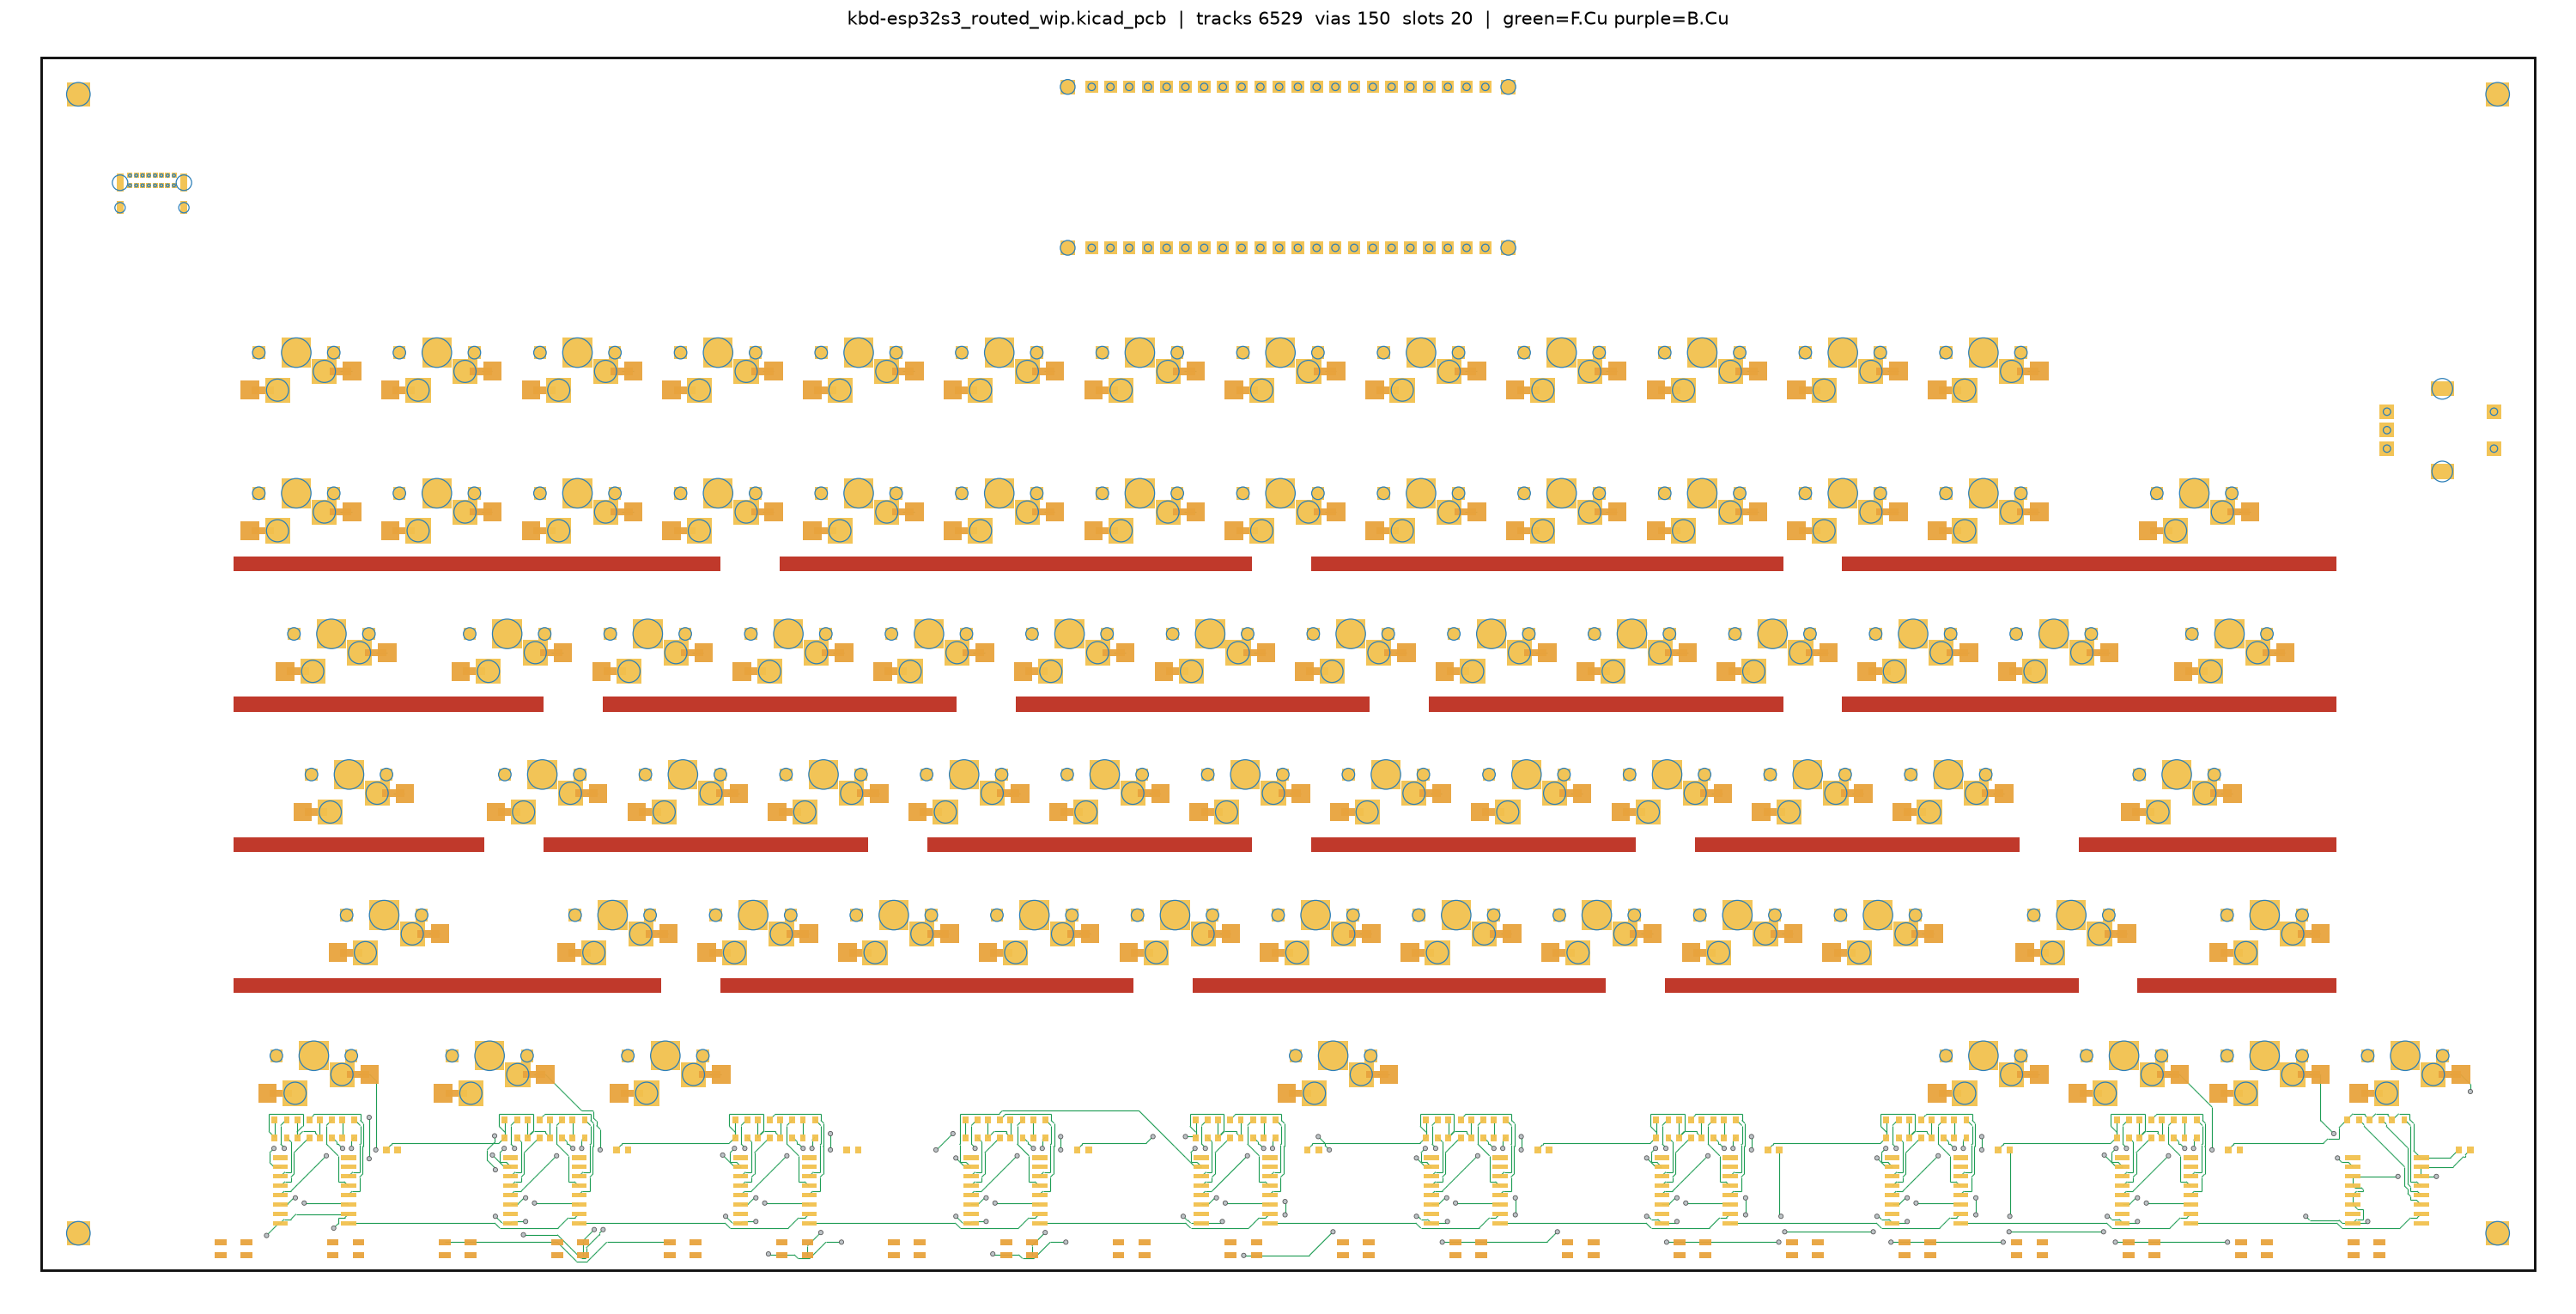 kbd-esp32s3_routed_wip.kicad_pcb | tracks 6529 vias 150 slots 20 | green=F.Cu purple=B.Cu